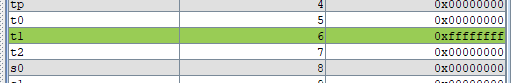 tp 4 0x00000000
t0 5 0x00000000
t1 6 0xffffffff
t2 7 0x00000000
s0 8 0x00000000